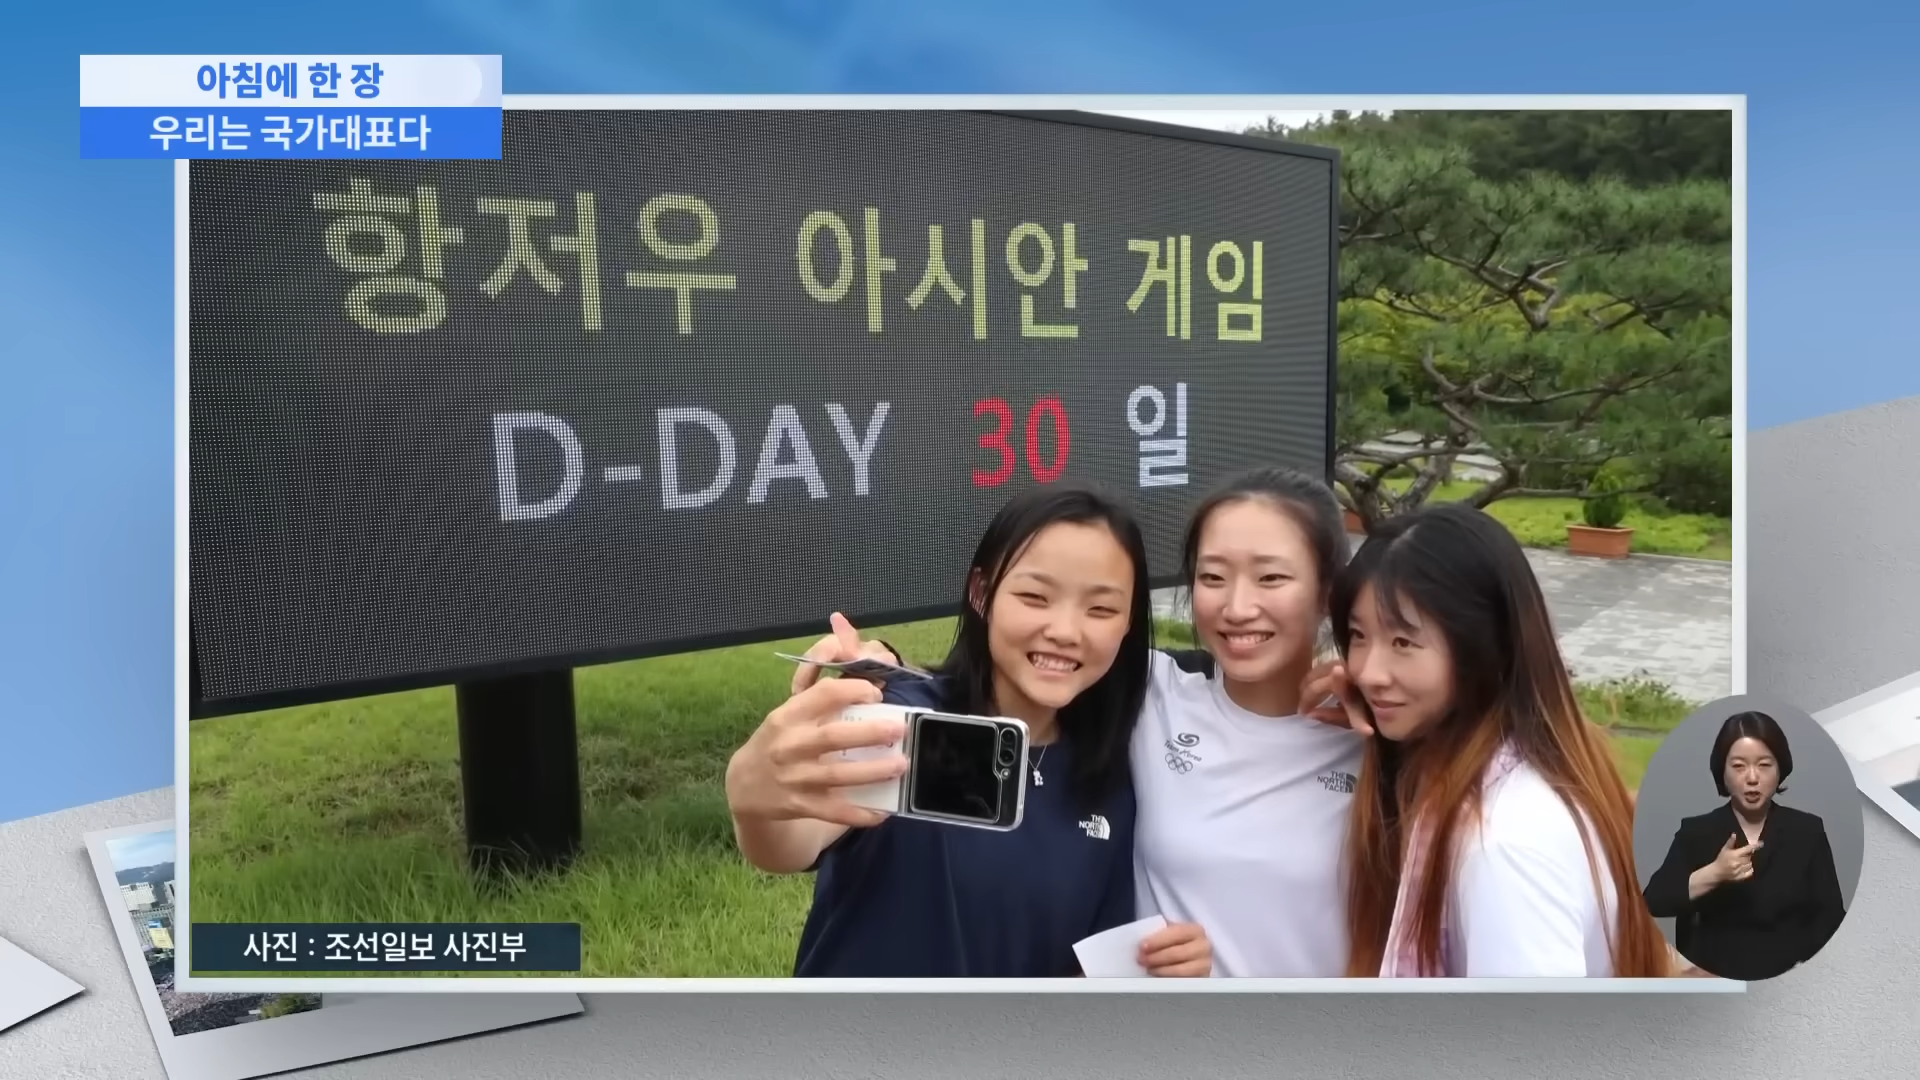 아침에 한 장
우리는 국가대표다
항저우 아시안 게임
D-DAY 30 일
Team Korea
THE
NORTH
FACE
THE
NORTH
FACE
사진 : 조선일보 사진부